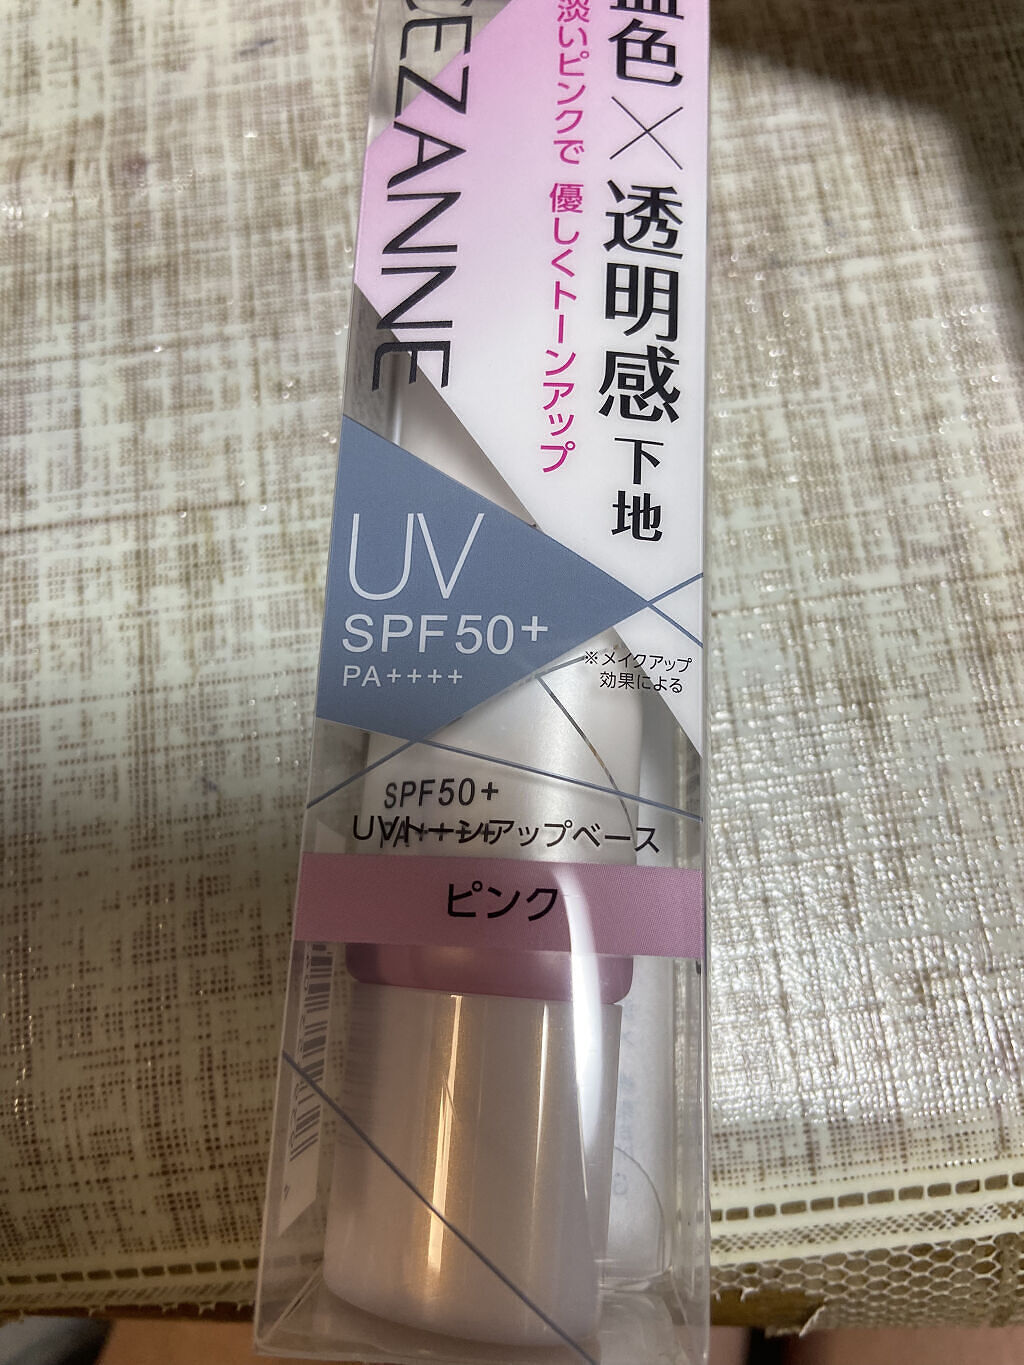 CEZANNE
血色×透明感下地
淡いピンクで 優しくトーンアップ
UV
SPF50+
PA++++
※メイクアップ
効果による
SPF50+
PA++++
UVトーンアップベース
ピンク